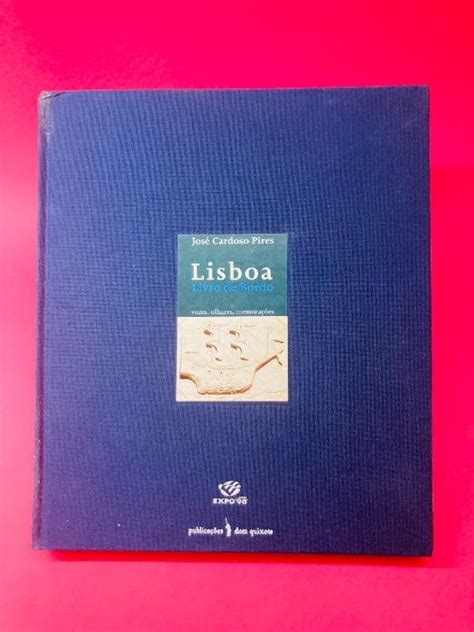 José Cardoso Pires
Lisboa
Livro de Bordo
vozes, olhares, memorações
EXPO'98
publicações dom quixote